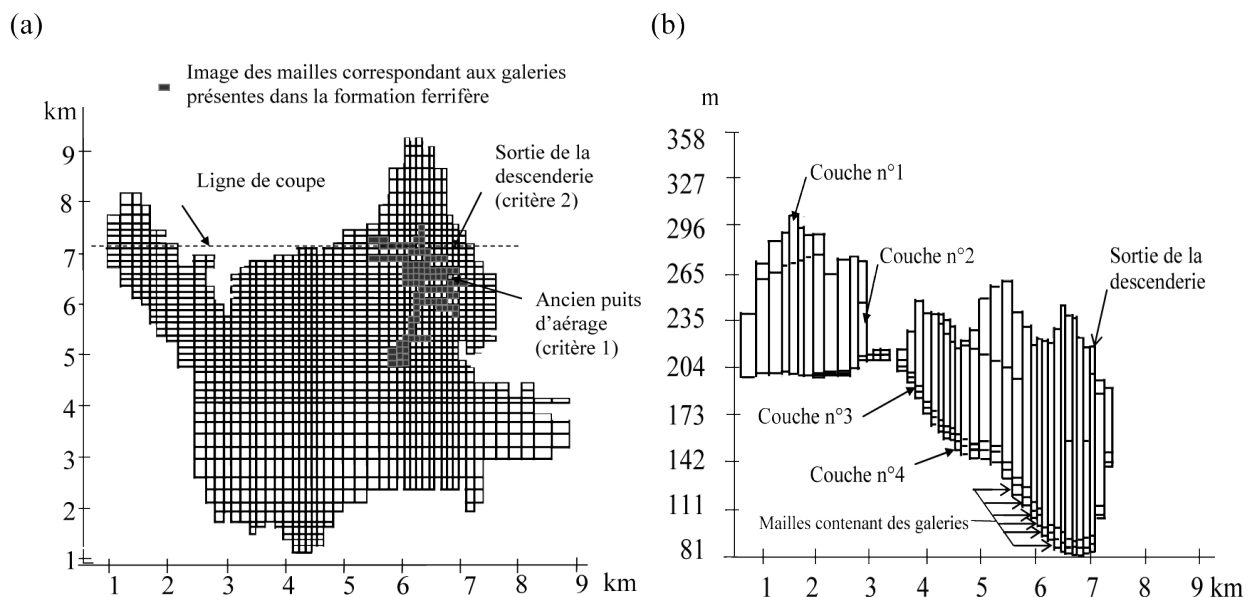 (a)
Image des mailles correspondant aux galeries
présentes dans la formation ferrifère
km
9
8
7
6
5
4
3
2
1
Ligne de coupe
Sortie de la
descenderie
(critère 2)
Ancien puits
d'aérage
(critère 1)
1 2 3 4 5 6 7 8 9 km
(b)
m
358
327
296
265
235
204
173
142
111
81
Couche n°1
Couche n°2
Sortie de la
descenderie
Couche n°3
Couche n°4
Mailles contenant des galeries
1 2 3 4 5 6 7 8 9 km